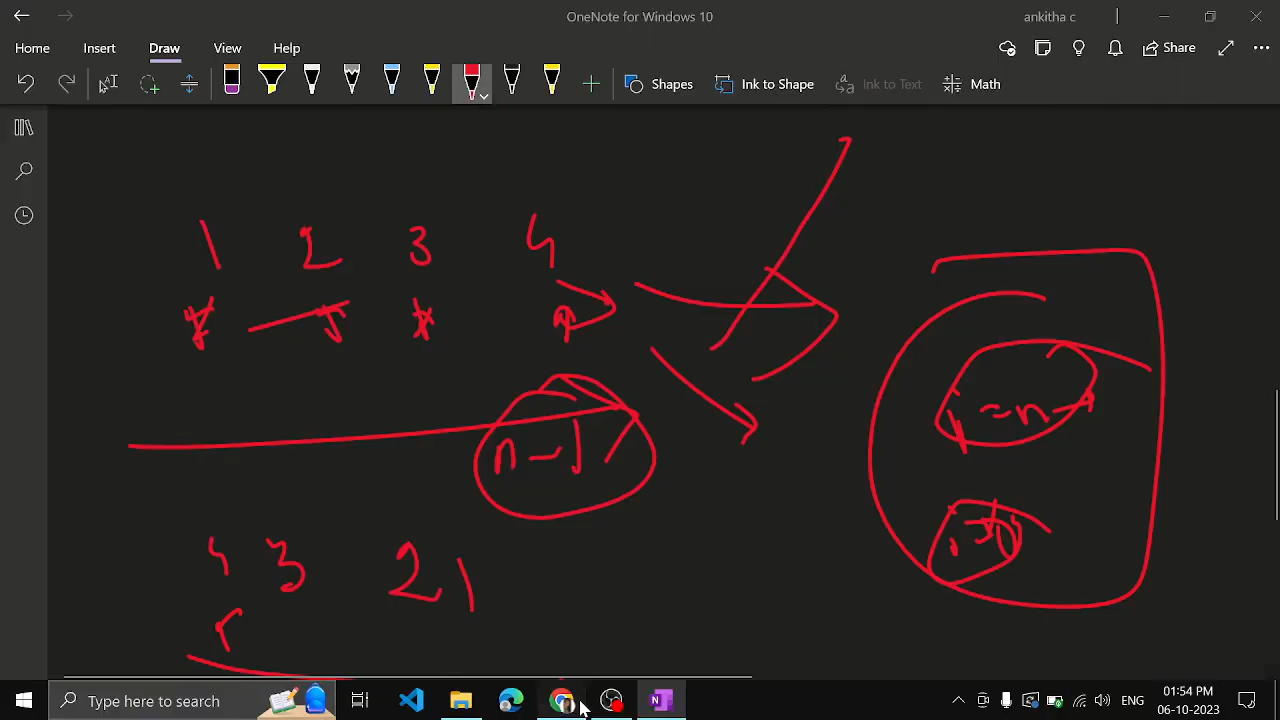 OneNote for Windows 10
ankitha c
Home Insert Draw View Help
Share
Shapes
Ink to Shape
Ink to Text
Math
1 2 3 4
= n -
n - 1
4 3 2 1
Type to search
ENG
01:54 PM
06-10-2023